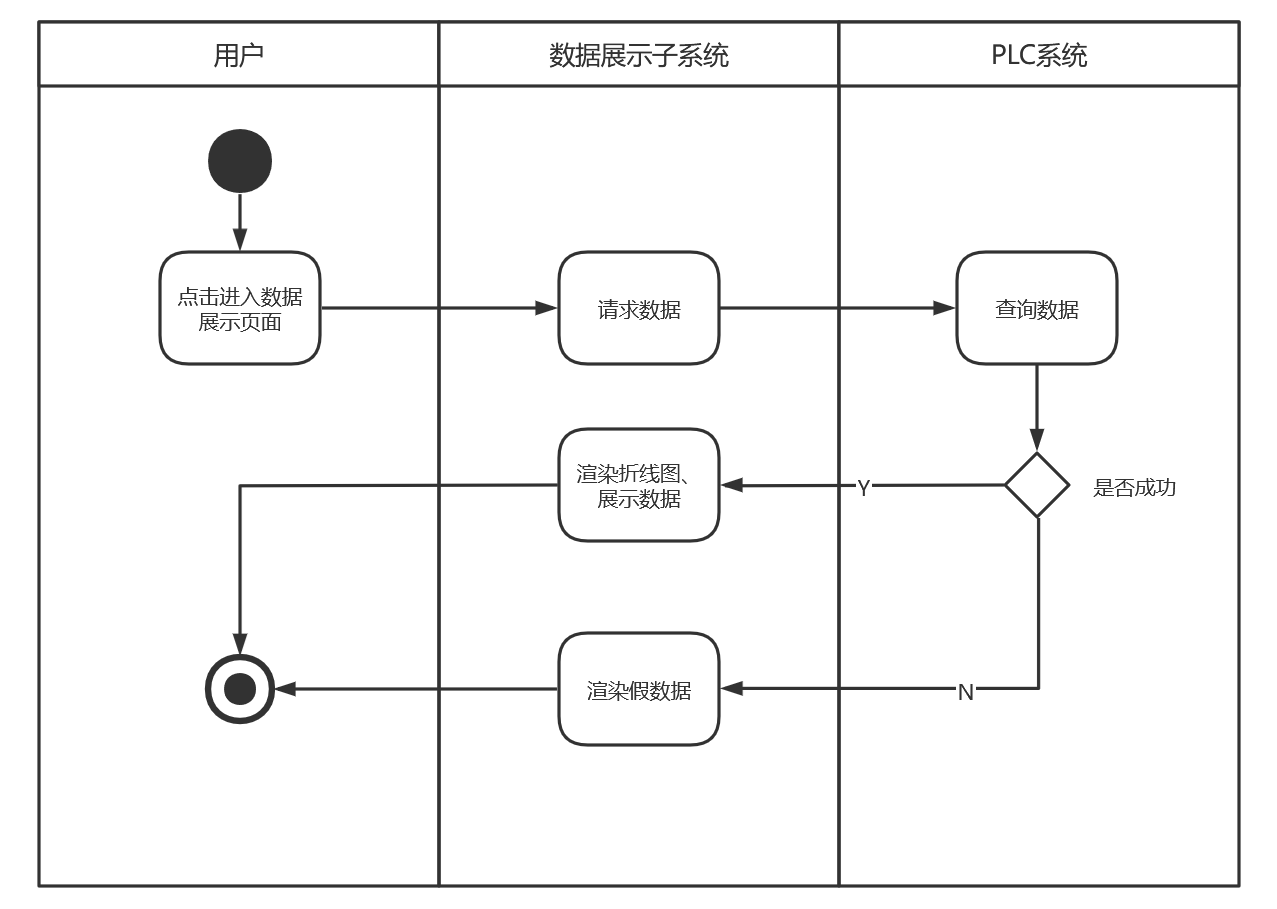 用户
数据展示子系统
PLC系统
点击进入数据
展示页面
请求数据
查询数据
渲染折线图、
展示数据
Y
是否成功
渲染假数据
N